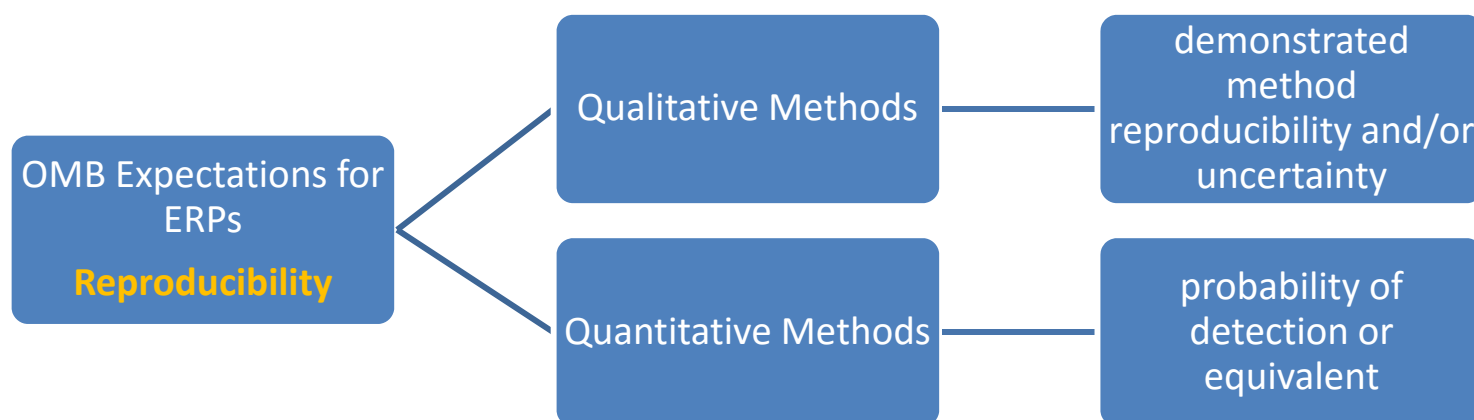 OMB Expectations for
ERPs
Reproducibility
Qualitative Methods
demonstrated
method
reproducibility and/or
uncertainty
Quantitative Methods
probability of
detection or
equivalent